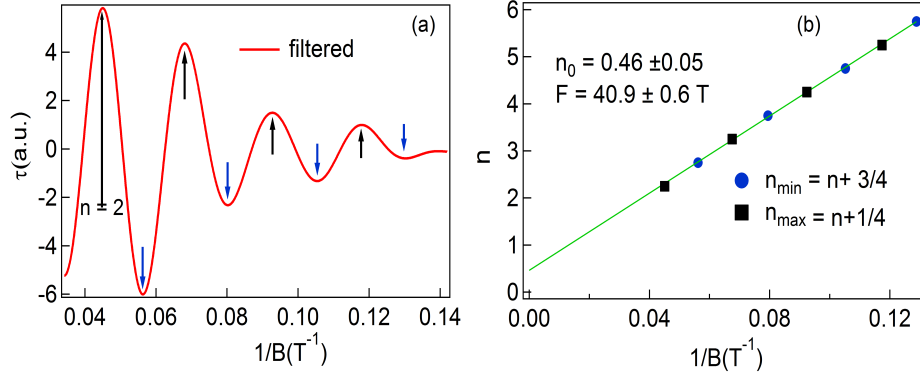 (a)
filtered
n = 2
τ(a.u.)
4
2
0
-2
-4
-6
0.04
0.06
0.08
0.10
0.12
0.14
1/B(T⁻¹)
(b)
n₀ = 0.46 ±0.05
F = 40.9 ± 0.6 T
n_min = n+ 3/4
n_max = n+1/4
n
6
5
4
3
2
1
0
0.00
0.04
0.08
0.12
1/B(T⁻¹)